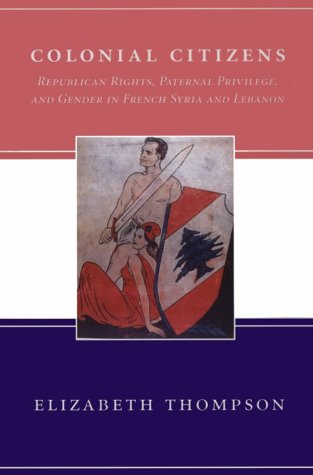 COLONIAL CITIZENS
REPUBLICAN RIGHTS, PATERNAL PRIVILEGE,
AND GENDER IN FRENCH SYRIA AND LEBANON
ELIZABETH THOMPSON